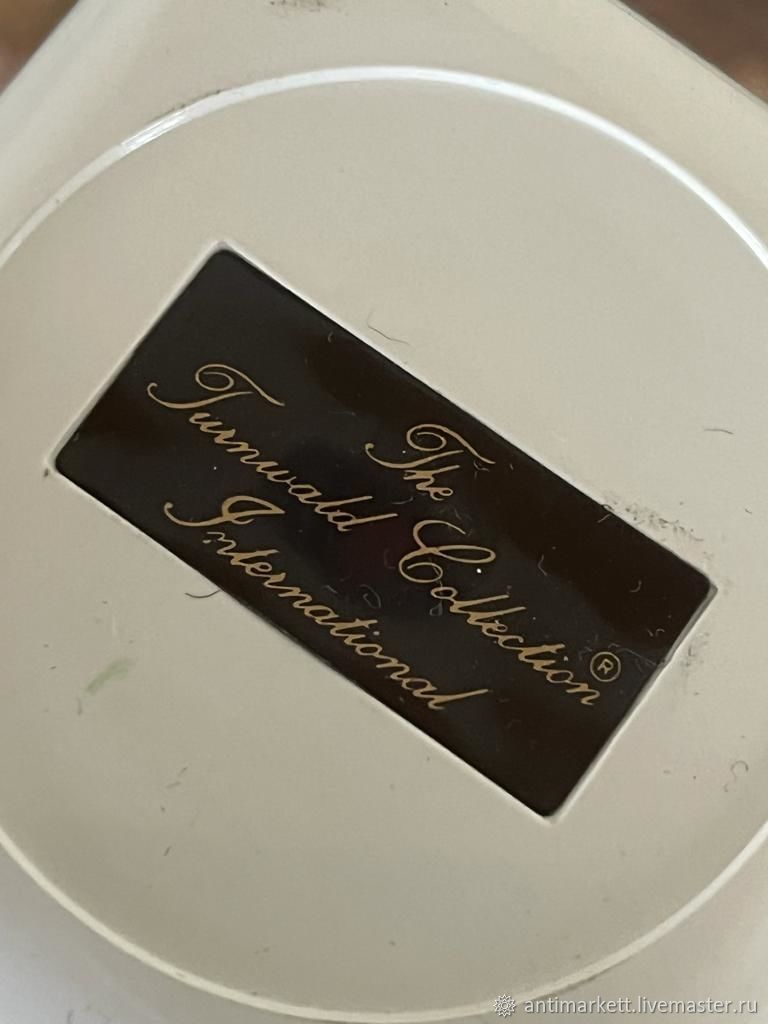 The
Turnwald Collection®
International
antimarkett.livemaster.ru